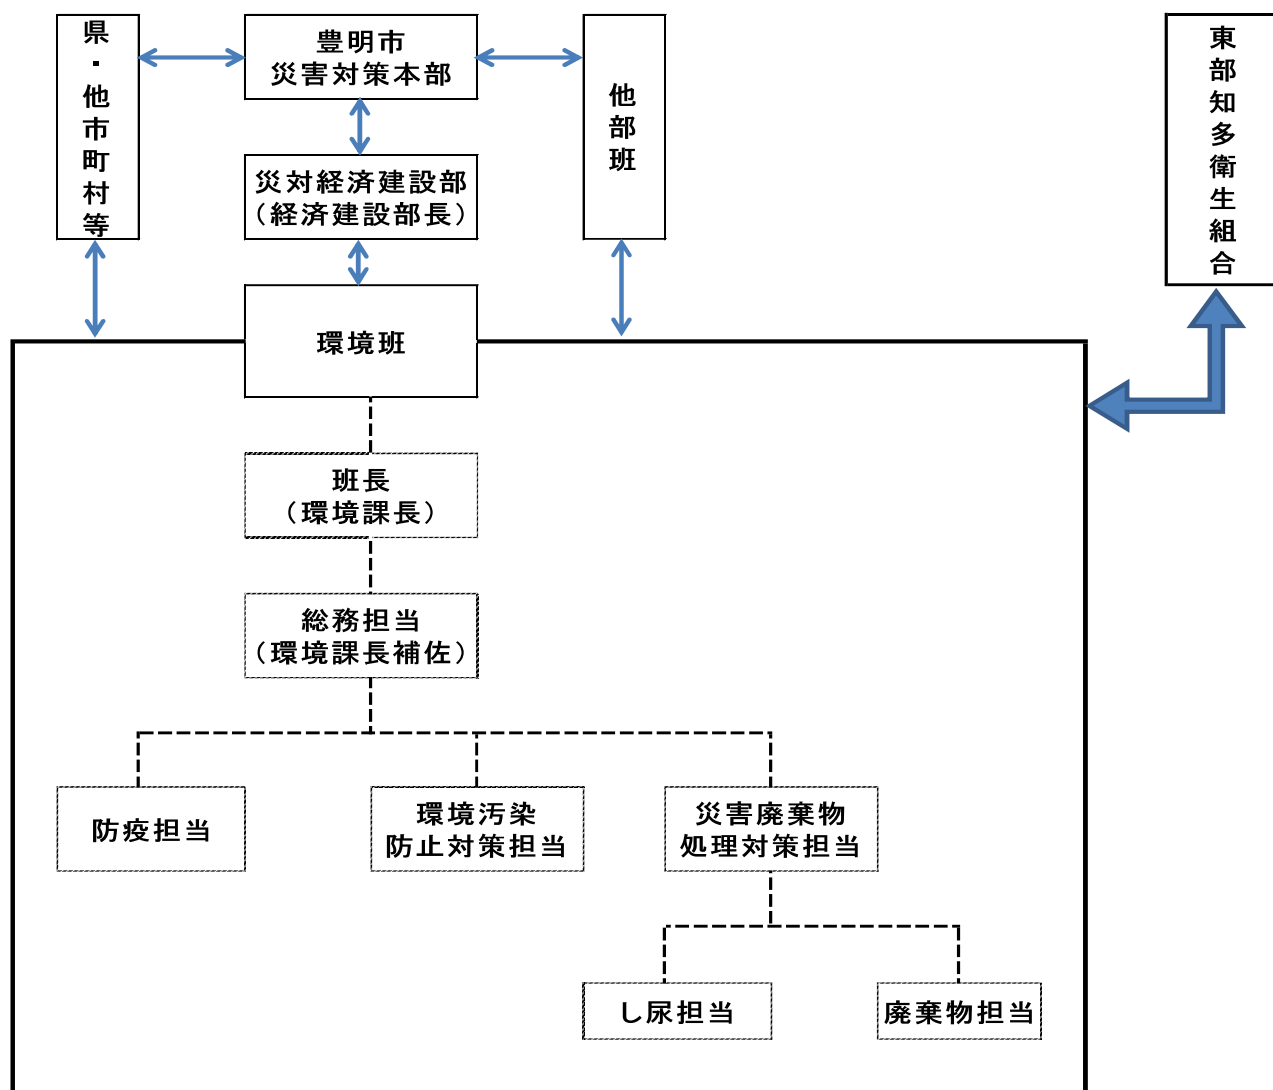 県・他市町村等
豊明市
災害対策本部
他部班
東部知多衛生組合
災対経済建設部
（経済建設部長）
環境班
班長
（環境課長）
総務担当
（環境課長補佐）
防疫担当
環境汚染
防止対策担当
災害廃棄物
処理対策担当
し尿担当
廃棄物担当